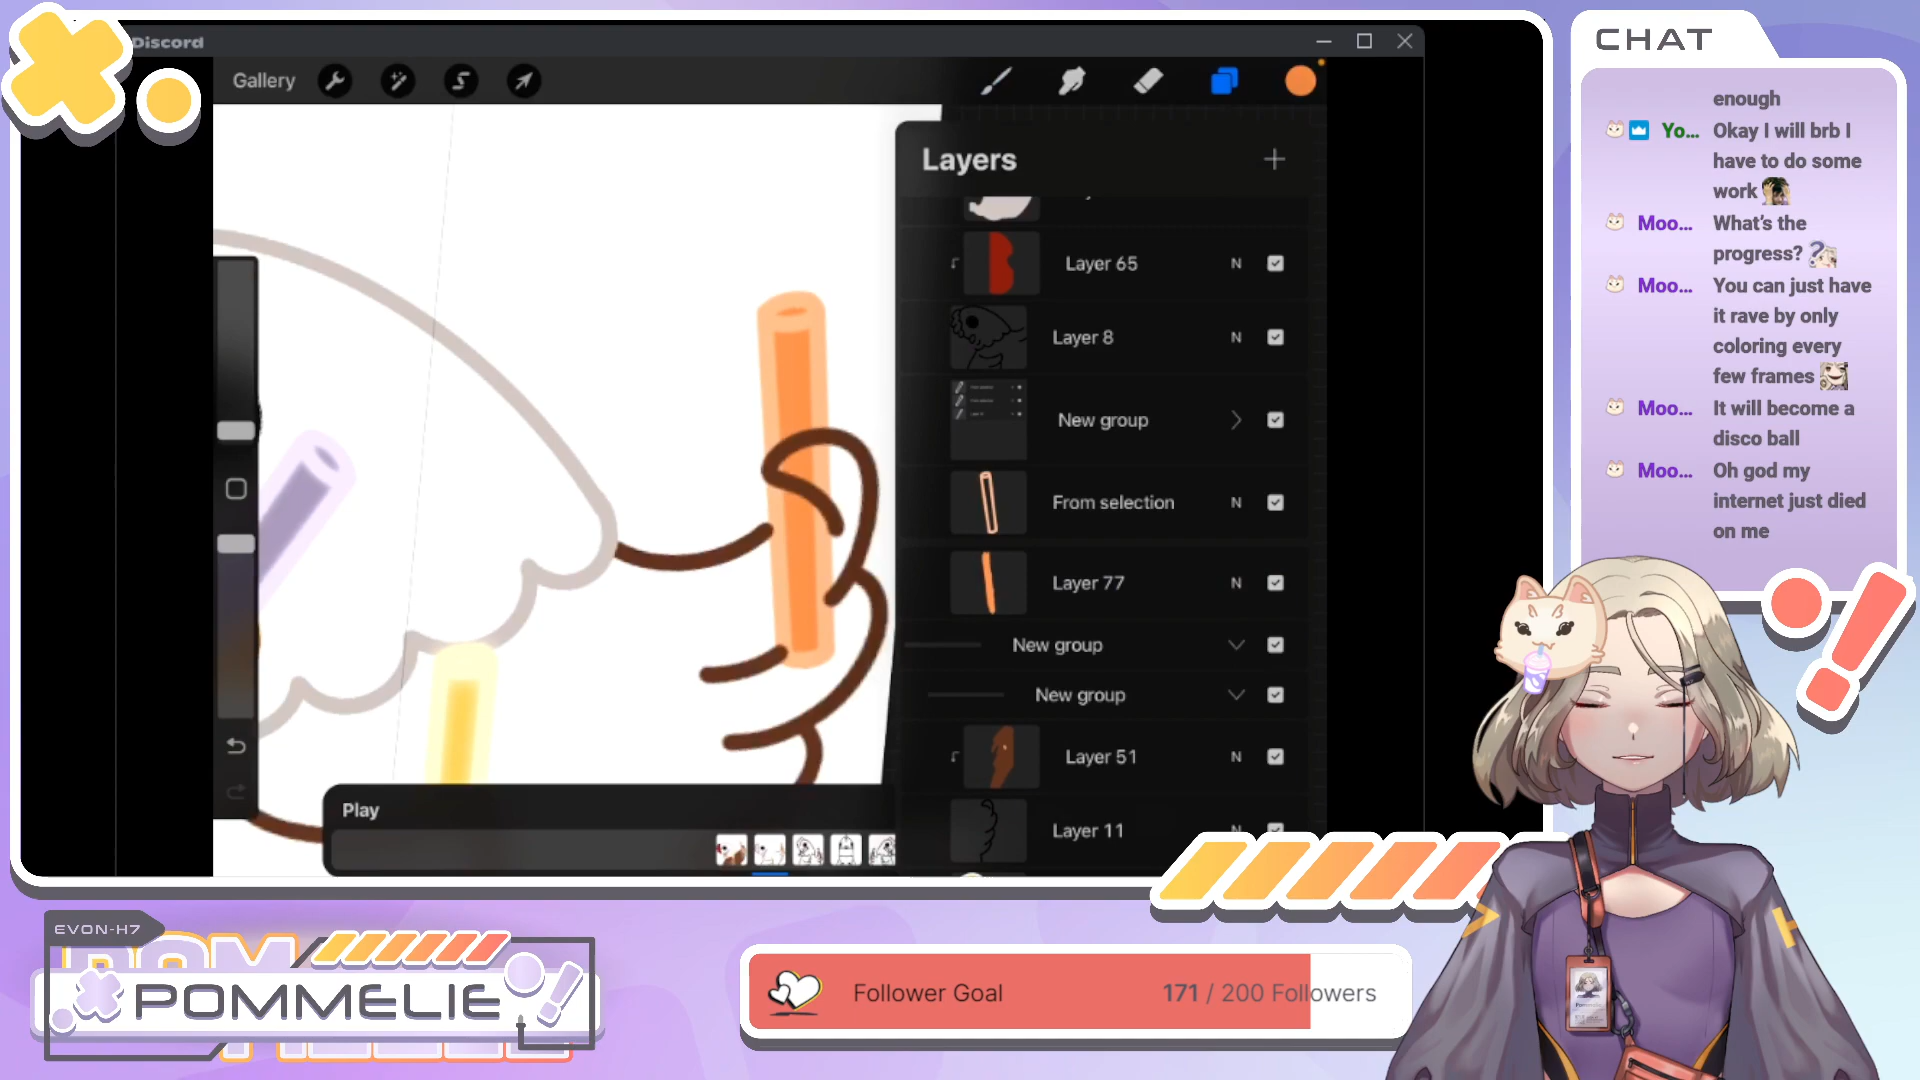 Discord
Gallery
Layers
Layer 65 N
Layer 8 N
New group
From selection N
Layer 77 N
New group
New group
Layer 51 N
Layer 11 N
Play
CHAT
enough
Yo... Okay I will brb I
have to do some
work
Moo... What's the
progress?
Moo... You can just have
it rave by only
coloring every
few frames
Moo... It will become a
disco ball
Moo... Oh god my
internet just died
on me
EVON-H7
POMMELIE
Follower Goal 171 / 200 Followers